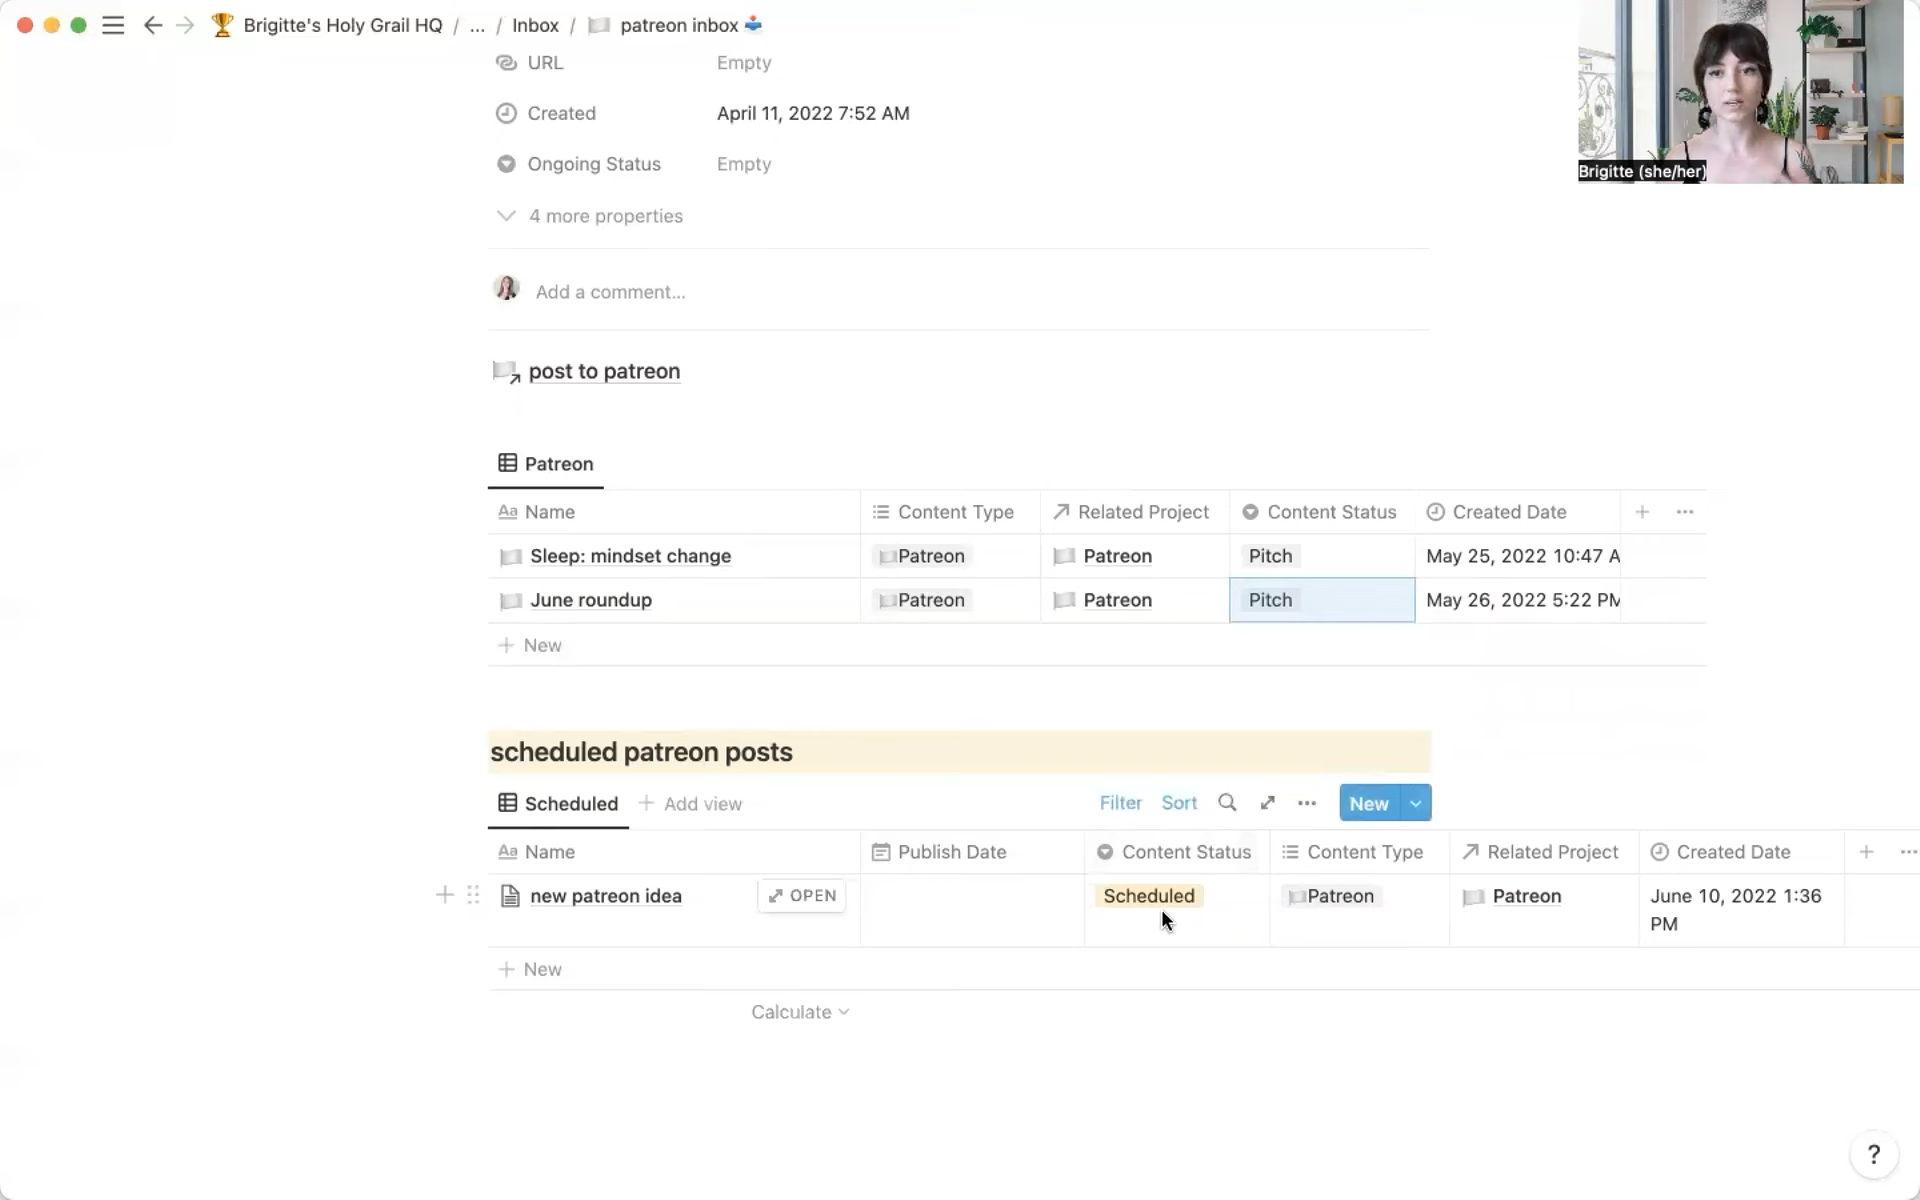 Brigitte's Holy Grail HQ / ... / Inbox / patreon inbox
URL Empty
Created April 11, 2022 7:52 AM
Ongoing Status Empty
4 more properties
Brigitte (she/her)
Add a comment...
post to patreon
Patreon
Aa Name Content Type Related Project Content Status Created Date
Sleep: mindset change Patreon Patreon Pitch May 25, 2022 10:47 A
June roundup Patreon Patreon Pitch May 26, 2022 5:22 PM
+ New
scheduled patreon posts
Scheduled + Add view Filter Sort New
Aa Name Publish Date Content Status Content Type Related Project Created Date
new patreon idea OPEN Scheduled Patreon Patreon June 10, 2022 1:36
PM
+ New
Calculate
?